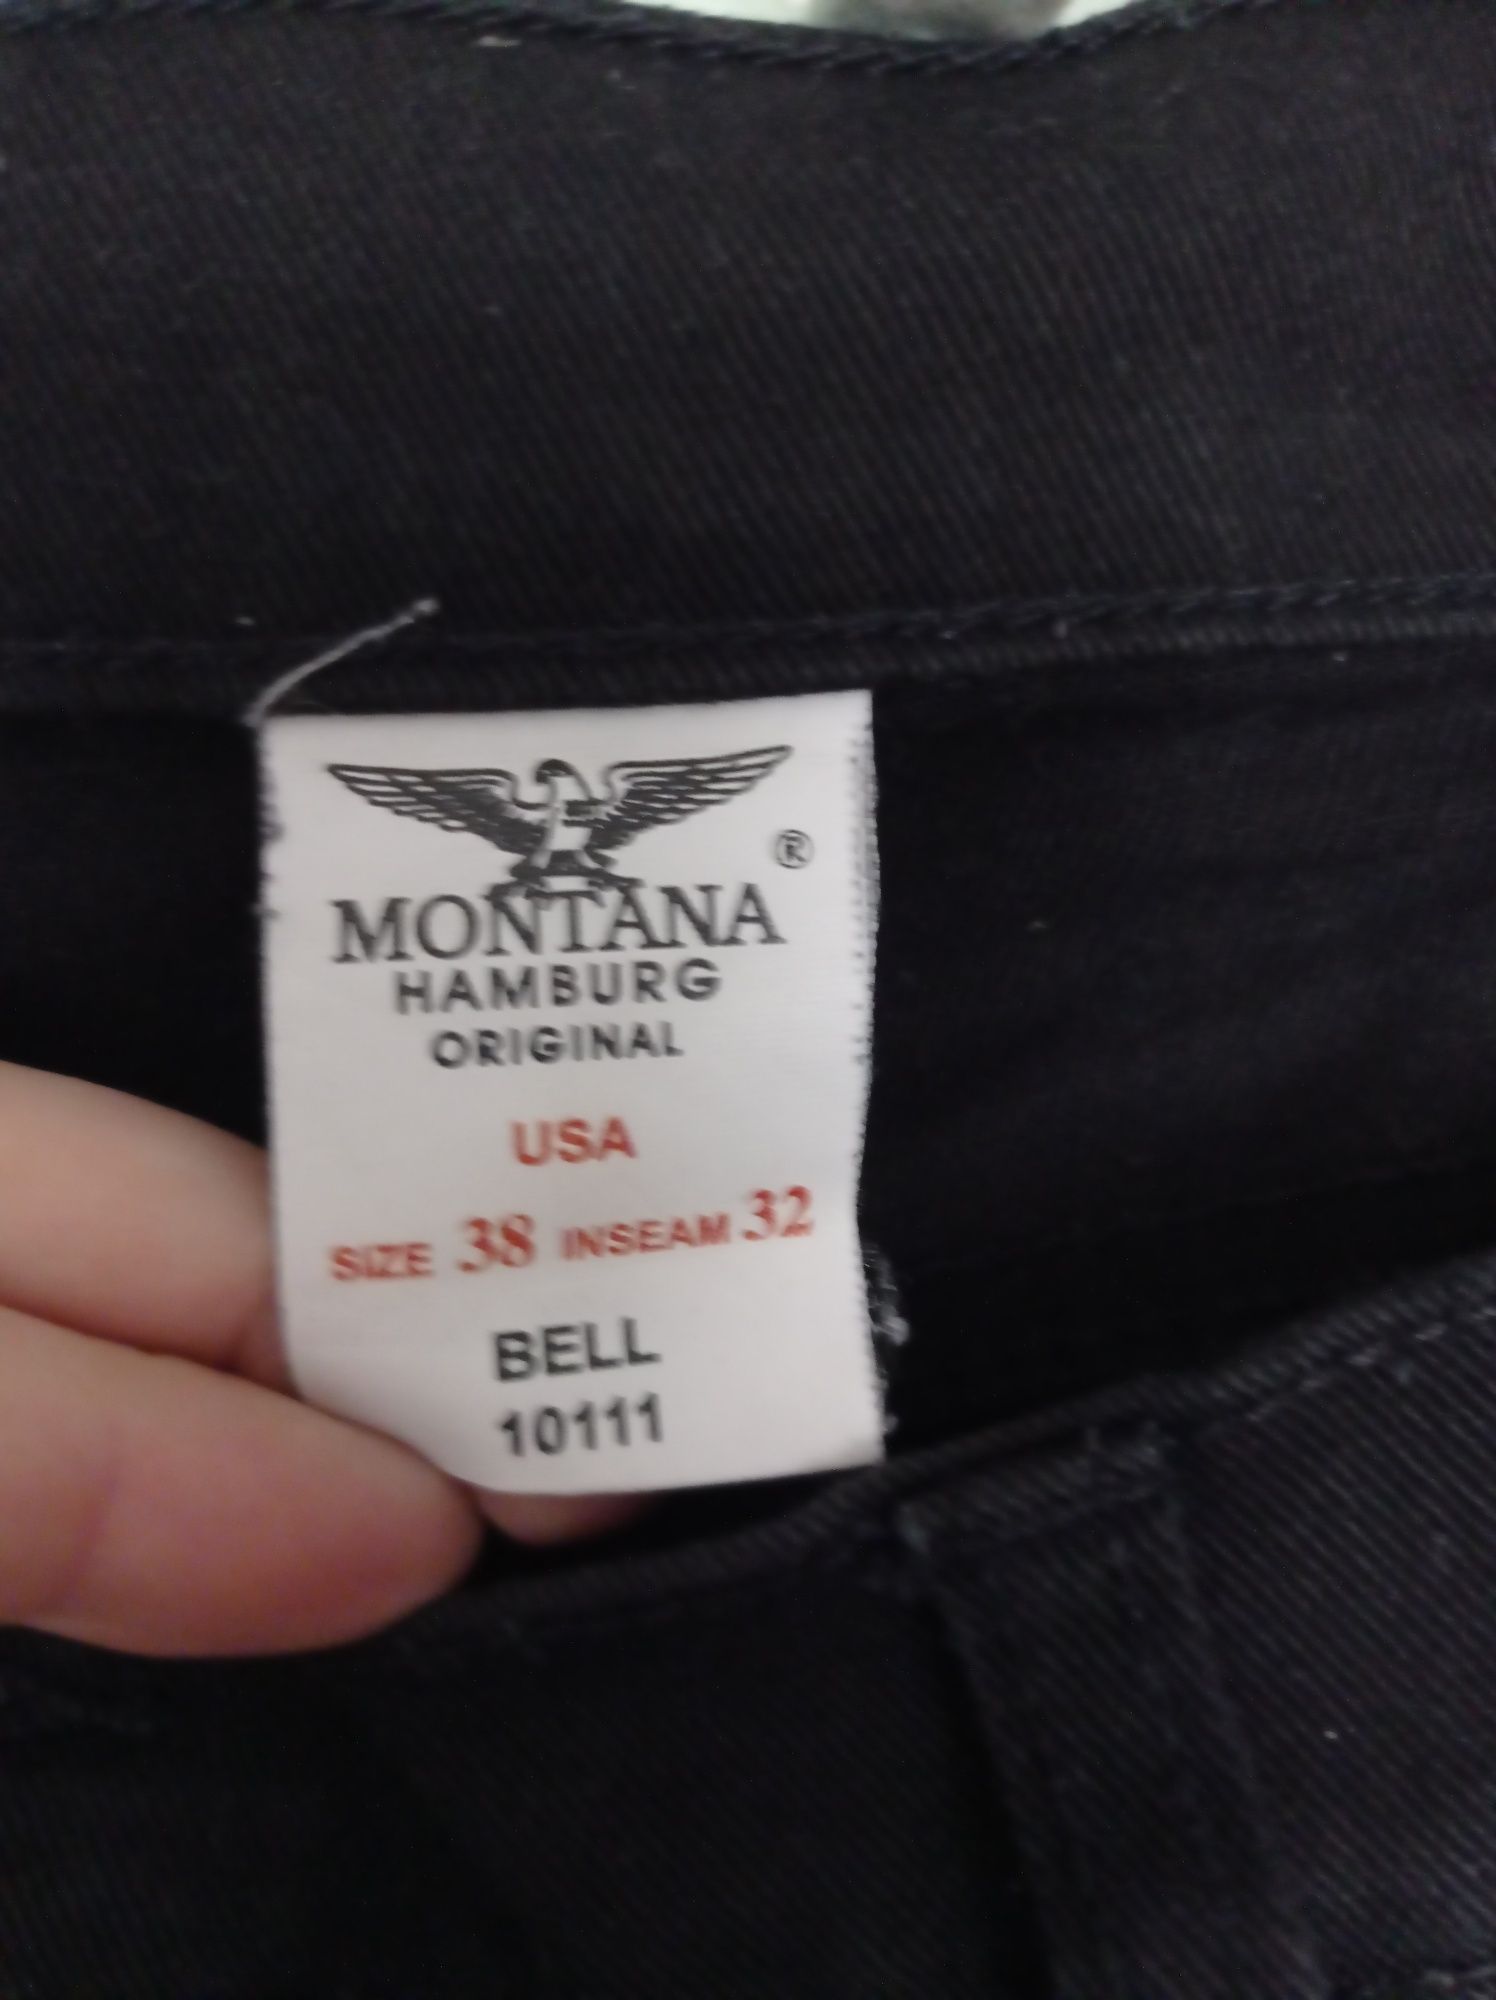 ®
MONTANA
HAMBURG
ORIGINAL
USA
SIZE 38 INSEAM 32
BELL
10111